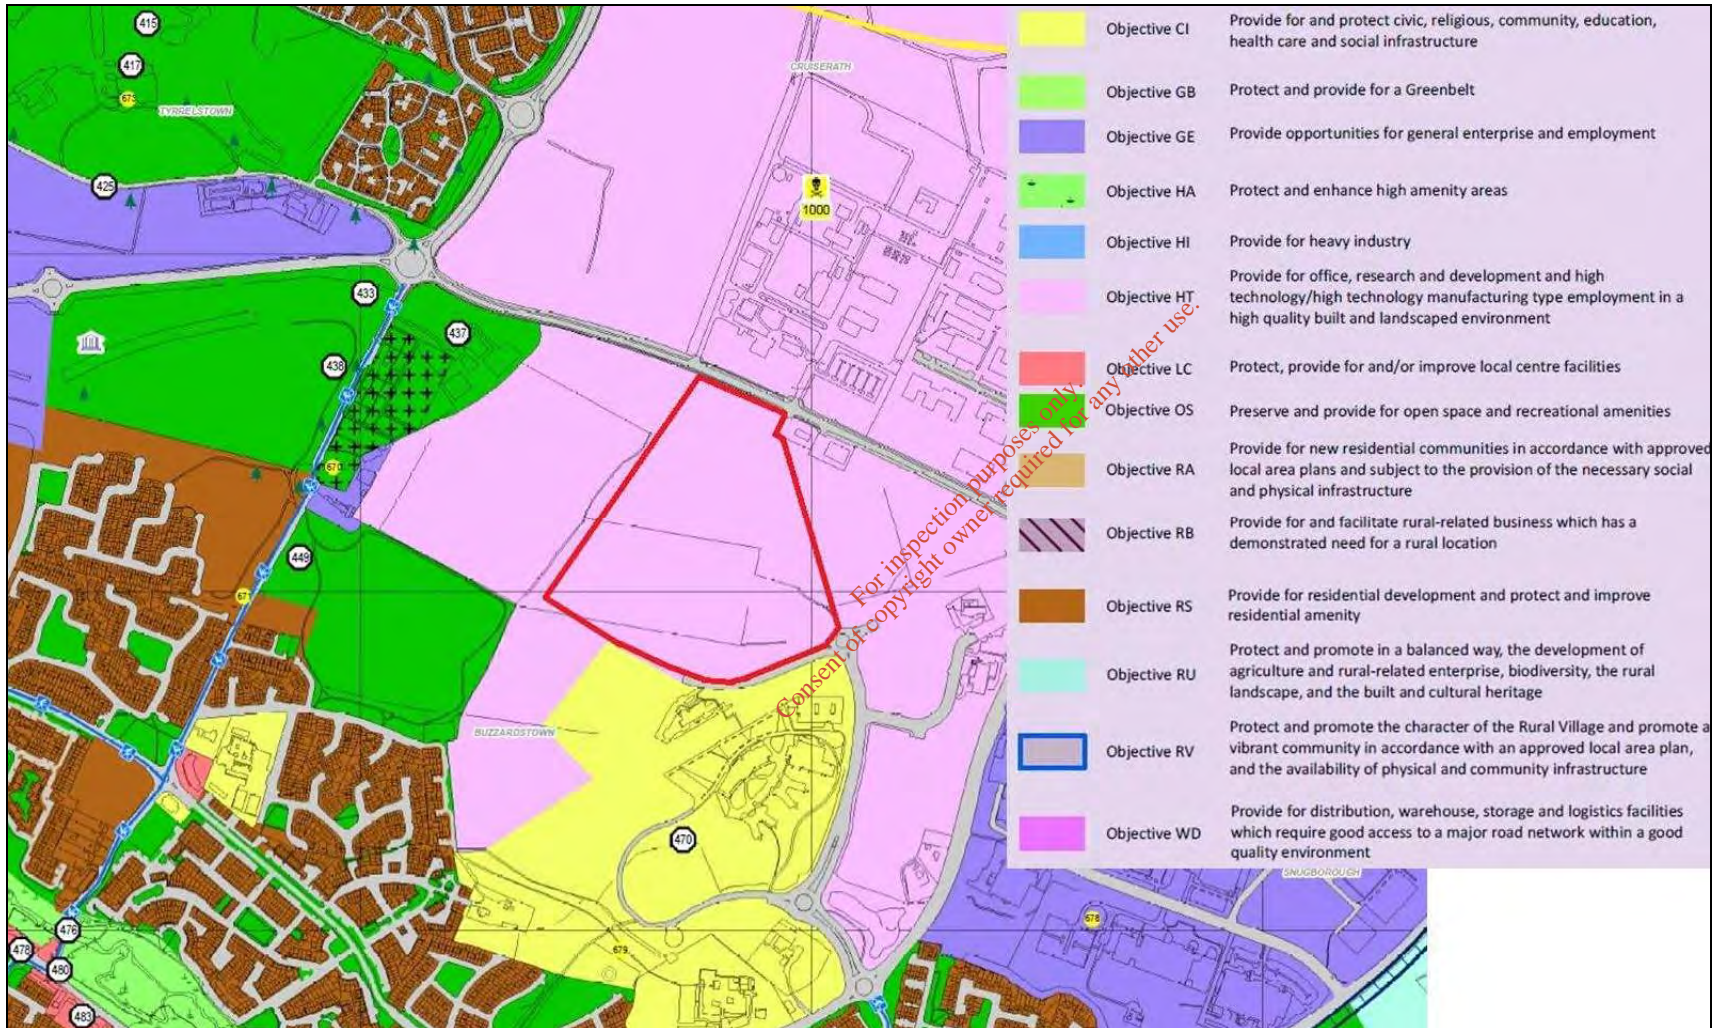 415
417
673
TYRRELSTOWN
425
CRUISERATH
1000
433
437
438
670
449
671
BUZZARDSTOWN
470
476
478
480
483
679
678
SNUGBOROUGH
Objective CI
Provide for and protect civic, religious, community, education,
health care and social infrastructure
Objective GB
Protect and provide for a Greenbelt
Objective GE
Provide opportunities for general enterprise and employment
Objective HA
Protect and enhance high amenity areas
Objective HI
Provide for heavy industry
Objective HT
Provide for office, research and development and high
technology/high technology manufacturing type employment in a
high quality built and landscaped environment
Objective LC
Protect, provide for and/or improve local centre facilities
Objective OS
Preserve and provide for open space and recreational amenities
Objective RA
Provide for new residential communities in accordance with approved
local area plans and subject to the provision of the necessary social
and physical infrastructure
Objective RB
Provide for and facilitate rural-related business which has a
demonstrated need for a rural location
Objective RS
Provide for residential development and protect and improve
residential amenity
Objective RU
Protect and promote in a balanced way, the development of
agriculture and rural-related enterprise, biodiversity, the rural
landscape, and the built and cultural heritage
Objective RV
Protect and promote the character of the Rural Village and promote a
vibrant community in accordance with an approved local area plan,
and the availability of physical and community infrastructure
Objective WD
Provide for distribution, warehouse, storage and logistics facilities
which require good access to a major road network within a good
quality environment
For inspection purposes only.
Consent of copyright owner required for any other use.